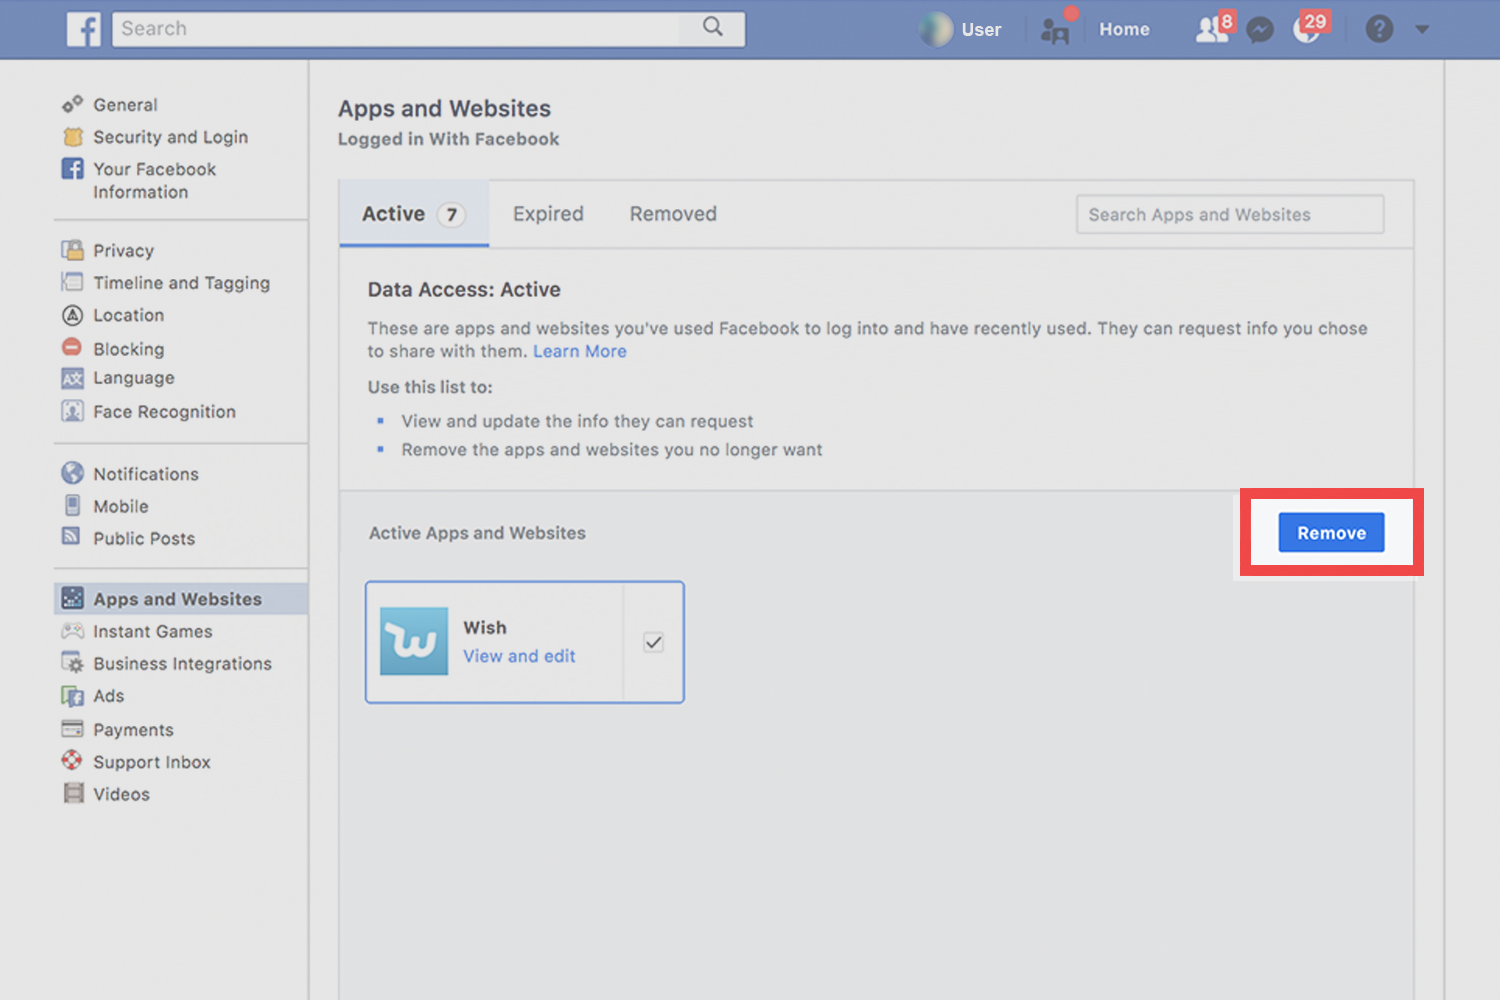 f
Search
User
Home
8
29
?
General
Security and Login
Your Facebook
Information
Privacy
Timeline and Tagging
Location
Blocking
Language
Face Recognition
Notifications
Mobile
Public Posts
Apps and Websites
Instant Games
Business Integrations
Ads
Payments
Support Inbox
Videos
Apps and Websites
Logged in With Facebook
Active 7
Expired
Removed
Search Apps and Websites
Data Access: Active
These are apps and websites you've used Facebook to log into and have recently used. They can request info you chose
to share with them. Learn More
Use this list to:
View and update the info they can request
Remove the apps and websites you no longer want
Active Apps and Websites
Remove
w
Wish
View and edit